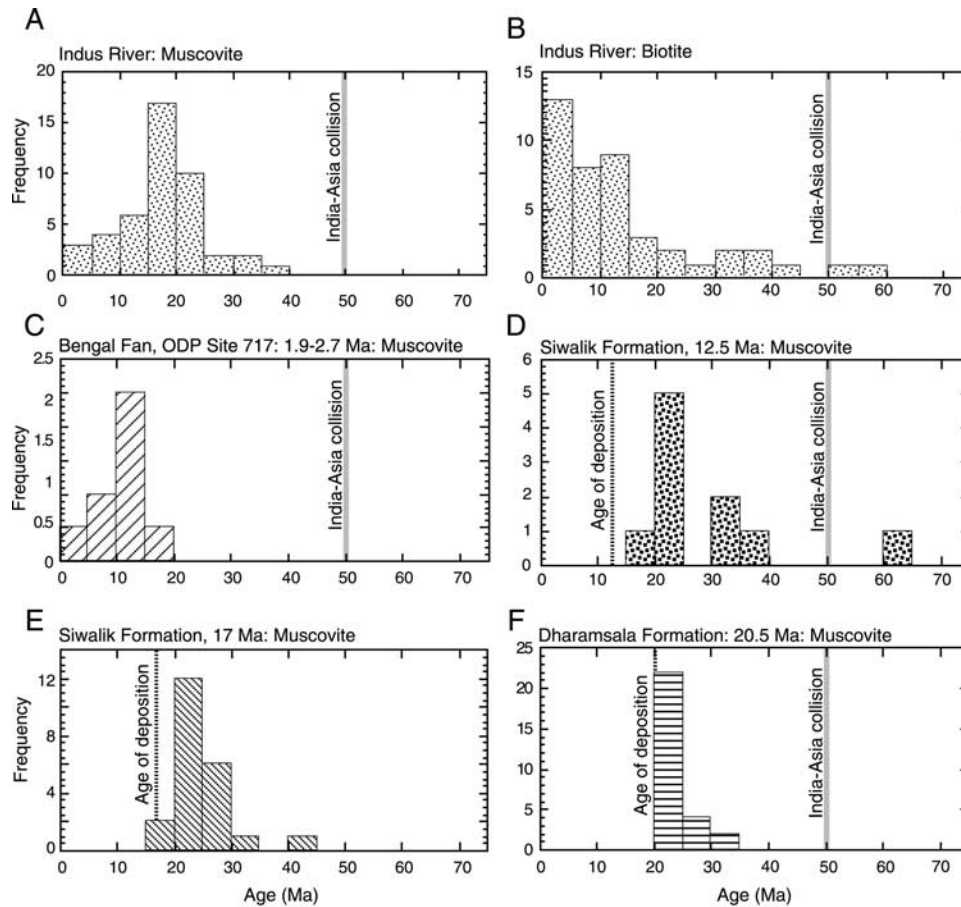 A
Indus River: Muscovite
20
15
10
5
0
Frequency
India-Asia collision
0 10 20 30 40 50 60 70
B
Indus River: Biotite
15
10
5
0
India-Asia collision
0 10 20 30 40 50 60 70
C
Bengal Fan, ODP Site 717: 1.9-2.7 Ma: Muscovite
2.5
2
1.5
1
0.5
0
Frequency
India-Asia collision
0 10 20 30 40 50 60 70
D
Siwalik Formation, 12.5 Ma: Muscovite
6
5
4
3
2
1
0
Age of deposition
India-Asia collision
0 10 20 30 40 50 60 70
E
Siwalik Formation, 17 Ma: Muscovite
12
8
4
0
Frequency
Age of deposition
0 10 20 30 40 50 60 70
Age (Ma)
F
Dharamsala Formation: 20.5 Ma: Muscovite
25
20
15
10
5
0
Age of deposition
India-Asia collision
0 10 20 30 40 50 60 70
Age (Ma)